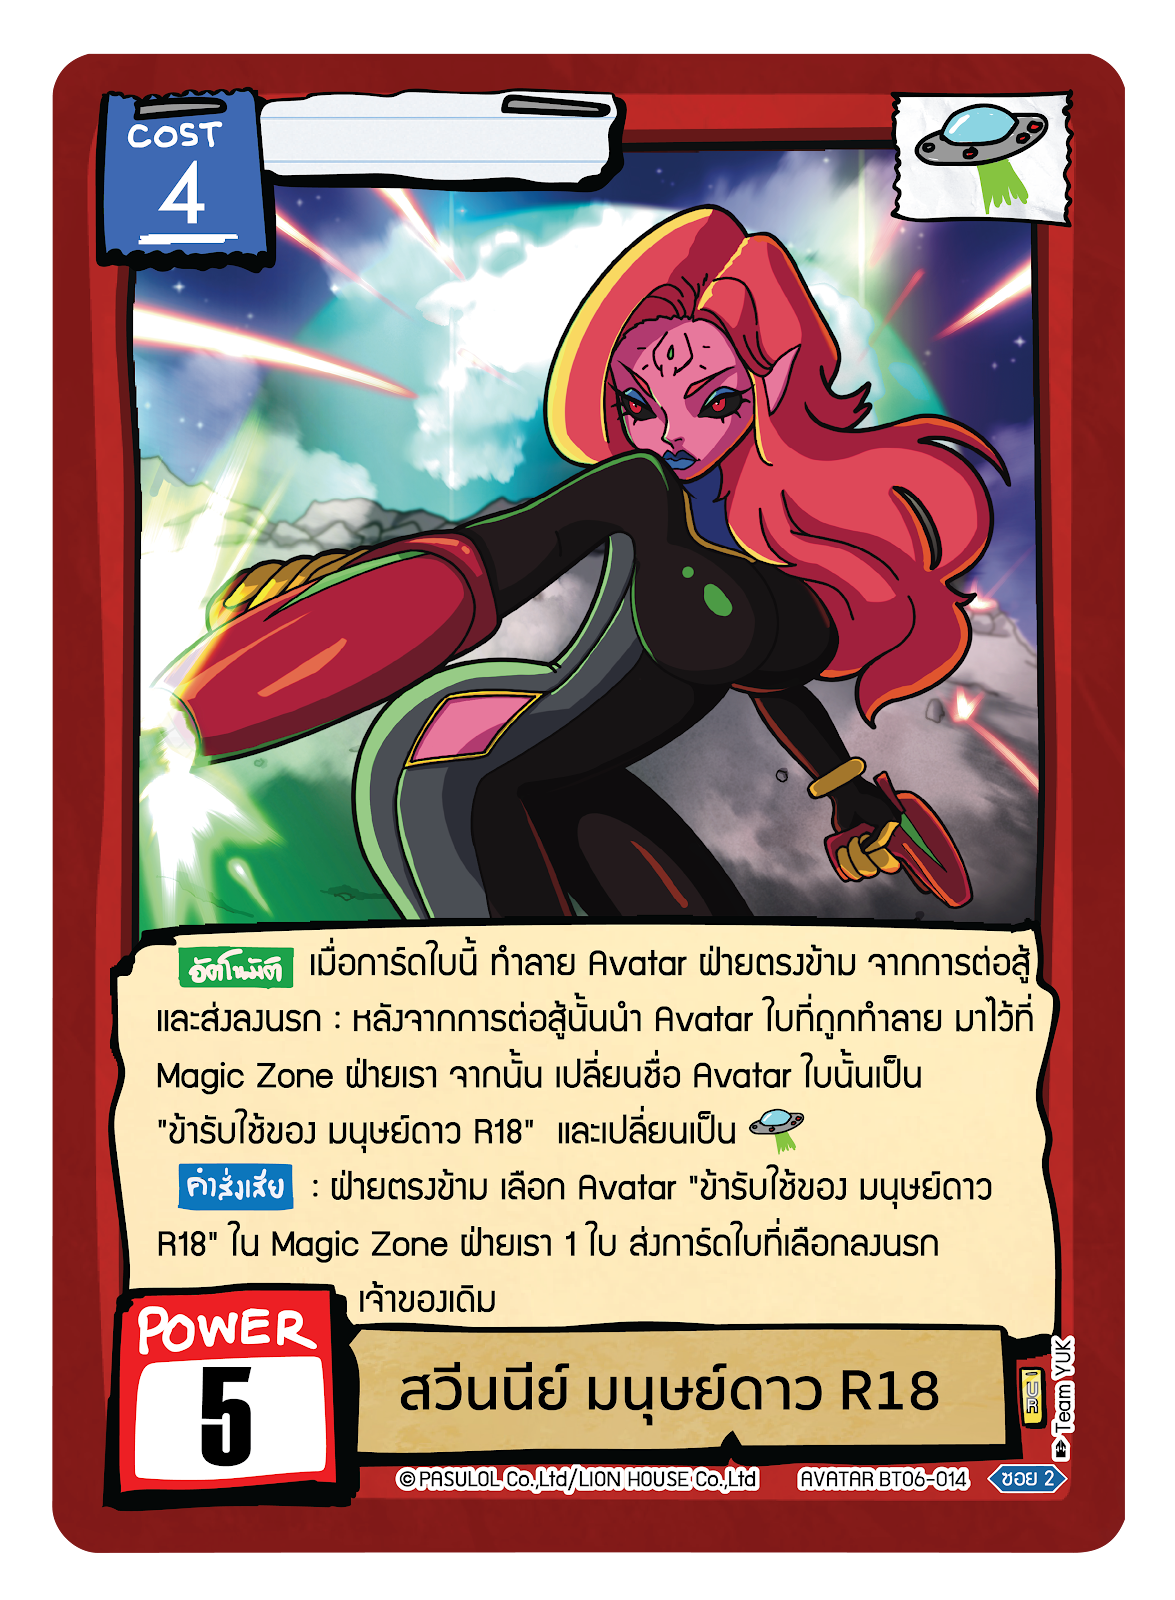 COST
4
อัตโนมัติ เมื่อการ์ดใบนี้ ทำลาย Avatar ฝ่ายตรงข้าม จากการต่อสู้
และส่งลงนรก : หลังจากการต่อสู้นั้นนำ Avatar ใบที่ถูกทำลาย มาไว้ที่
Magic Zone ฝ่ายเรา จากนั้น เปลี่ยนชื่อ Avatar ใบนั้นเป็น
"ข้ารับใช้ของ มนุษย์ดาว R18" และเปลี่ยนเป็น
คำสั่งเสีย : ฝ่ายตรงข้าม เลือก Avatar "ข้ารับใช้ของ มนุษย์ดาว
R18" ใน Magic Zone ฝ่ายเรา 1 ใบ ส่งการ์ดใบที่เลือกลงนรก
เจ้าของเดิม
POWER
5
สวีนนีย์ มนุษย์ดาว R18
UR
Team YUK
© PASULOL Co.,Ltd/LION HOUSE Co.,Ltd
AVATAR BT06-014
ซอย 2